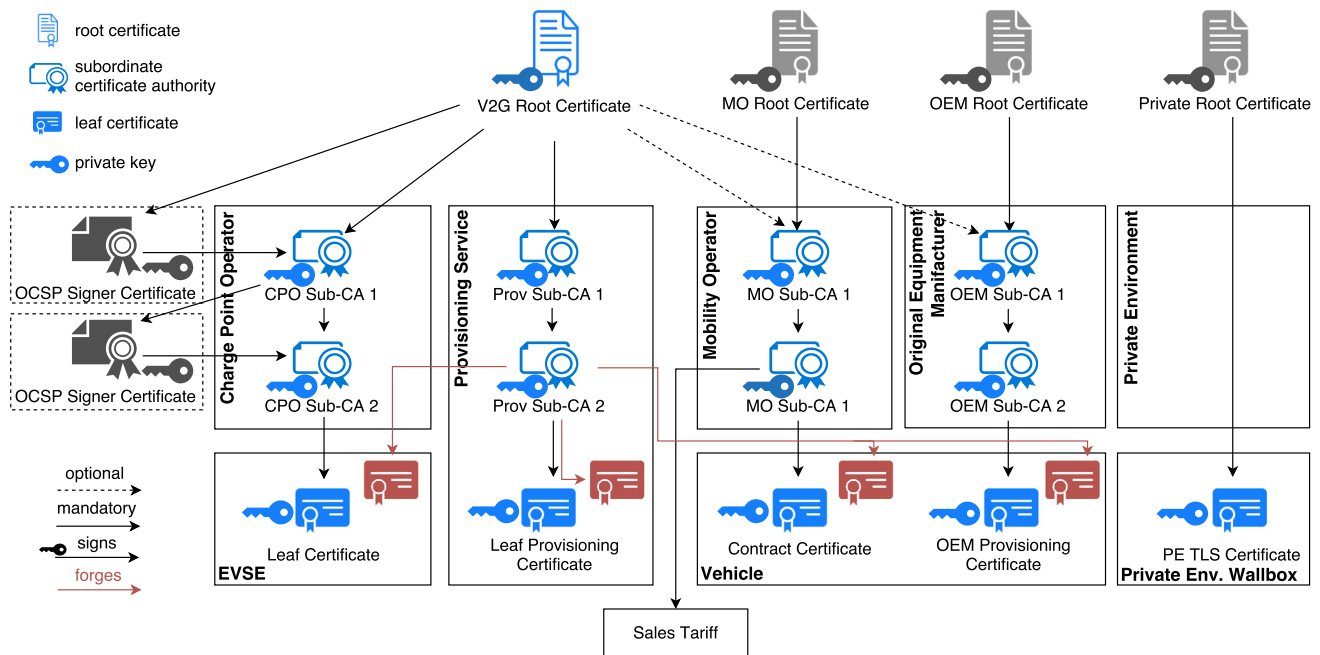 root certificate
subordinate
certificate authority
leaf certificate
private key
V2G Root Certificate
MO Root Certificate
OEM Root Certificate
Private Root Certificate
OCSP Signer Certificate
OCSP Signer Certificate
Charge Point Operator
CPO Sub-CA 1
CPO Sub-CA 2
Provisioning Service
Prov Sub-CA 1
Prov Sub-CA 2
Mobility Operator
MO Sub-CA 1
MO Sub-CA 1
Original Equipment
Manifacturer
OEM Sub-CA 1
OEM Sub-CA 2
Private Environment
optional
mandatory
signs
forges
Leaf Certificate
EVSE
Leaf Provisioning
Certificate
Contract Certificate
OEM Provisioning
Certificate
Vehicle
PE TLS Certificate
Private Env. Wallbox
Sales Tariff